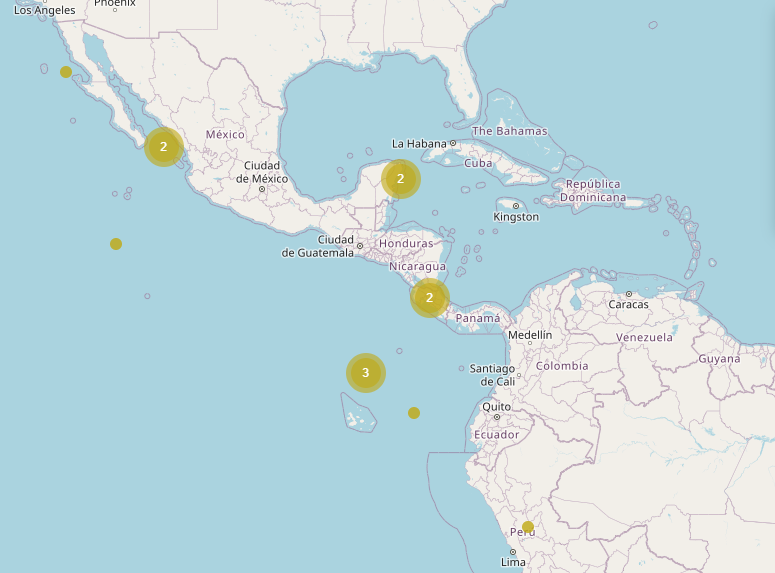 Phoenix
Los Angeles
2
México
La Habana
The Bahamas
Cuba
Ciudad
de México
2
República
Dominicana
Kingston
Ciudad
de Guatemala
Honduras
Nicaragua
2
Panamá
Caracas
Medellín
Venezuela
Guyana
3
Santiago
de Cali
Colombia
Quito
Ecuador
Perú
Lima